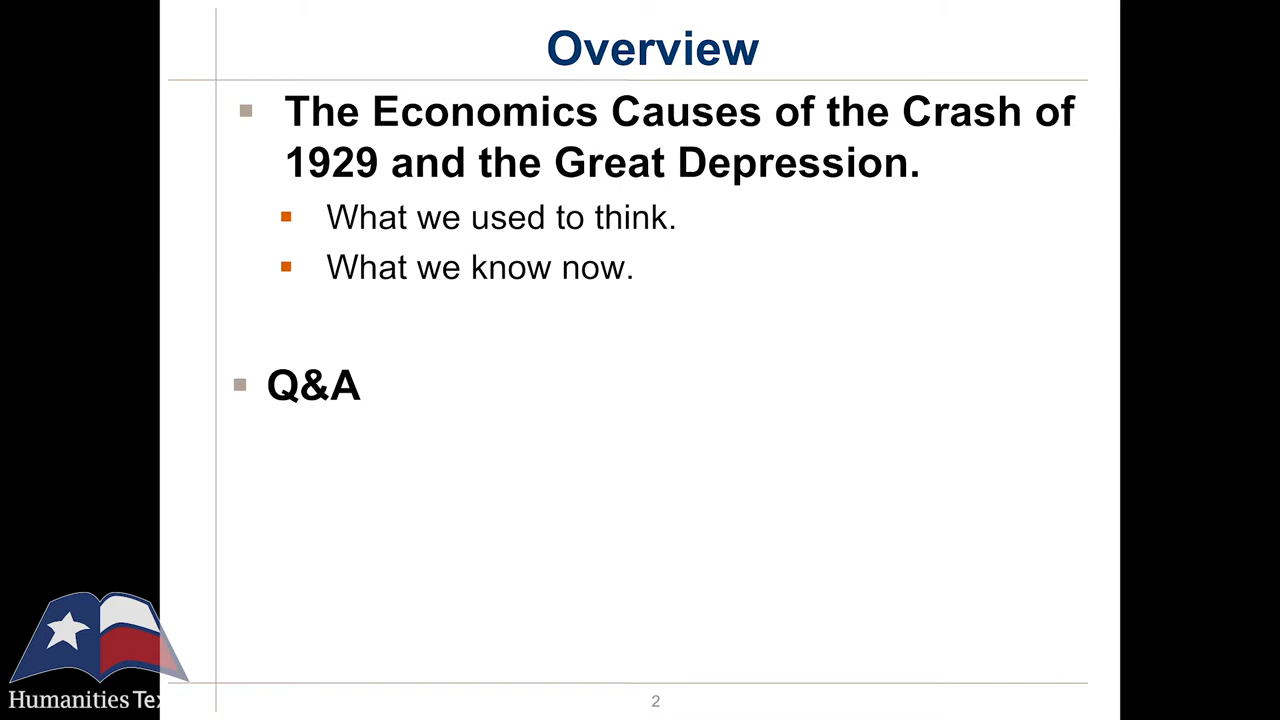 Overview
The Economics Causes of the Crash of
1929 and the Great Depression.
What we used to think.
What we know now.
Q&A
Humanities Tex
2